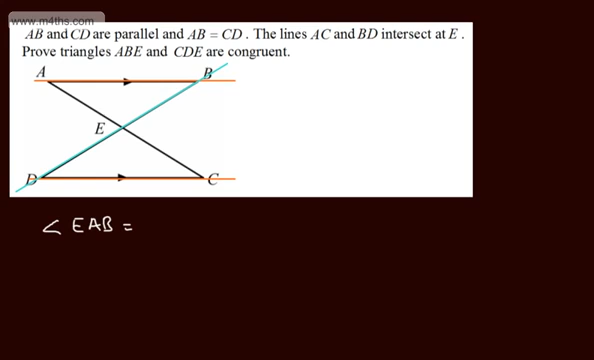 www.m4ths.com
AB and CD are parallel and AB = CD . The lines AC and BD intersect at E .
Prove triangles ABE and CDE are congruent.
A
B
E
D
C
< EAB =